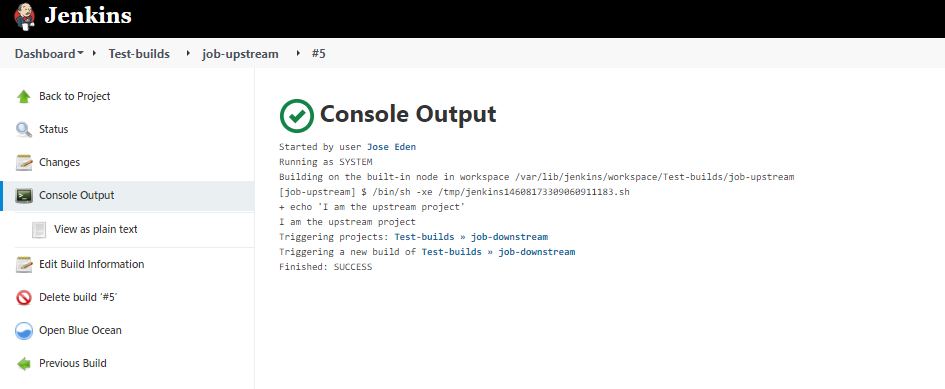 Jenkins
Dashboard Test-builds job-upstream #5
Back to Project
Status
Changes
Console Output
View as plain text
Edit Build Information
Delete build '#5'
Open Blue Ocean
Previous Build
Console Output
Started by user Jose Eden
Running as SYSTEM
Building on the built-in node in workspace /var/lib/jenkins/workspace/Test-builds/job-upstream
[job-upstream] $ /bin/sh -xe /tmp/jenkins14608173309060911183.sh
+ echo 'I am the upstream project'
I am the upstream project
Triggering projects: Test-builds » job-downstream
Triggering a new build of Test-builds » job-downstream
Finished: SUCCESS